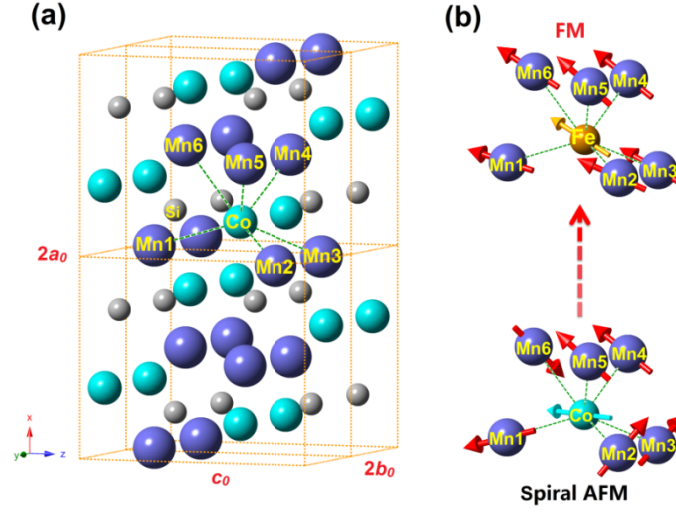 (a)
Mn6
Mn5
Mn4
Si
Co
Mn1
Mn2
Mn3
2a₀
x
y
z
c₀
2b₀
(b)
FM
Mn6
Mn5
Mn4
Fe
Mn1
Mn2
Mn3
Mn6
Mn5
Mn4
Co
Mn1
Mn2
Mn3
Spiral AFM